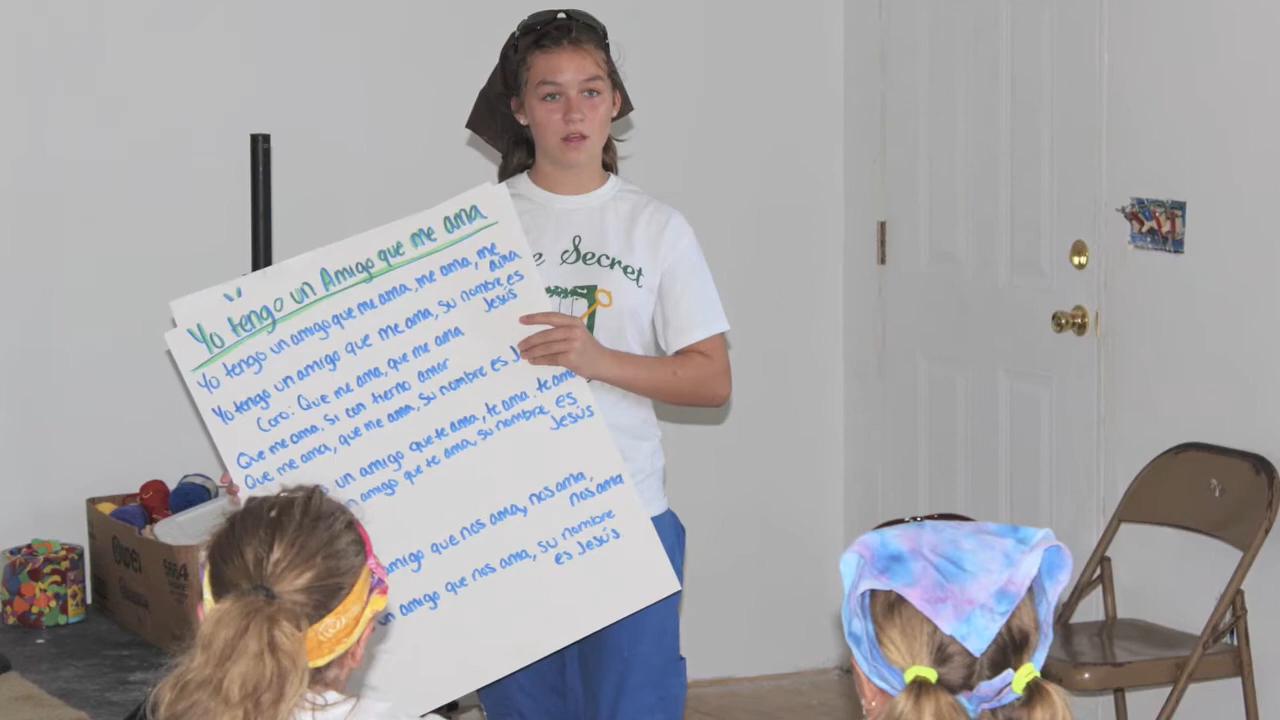 Yo tengo un Amigo que me ama
Yo tengo un amigo que me ama, me ama, me
ama
Yo tengo un amigo que me ama, su nombre es
Jesús
Coro: Que me ama, que me ama
Que me ama, si con tierno amor
Que me ama, que me ama, su nombre es J
un amigo que te ama, te ama, te ama
amigo que te ama, su nombre es
Jesús
amigo que nos ama, nos ama,
nos ama
un amigo que nos ama, su nombre
es Jesús
Secret